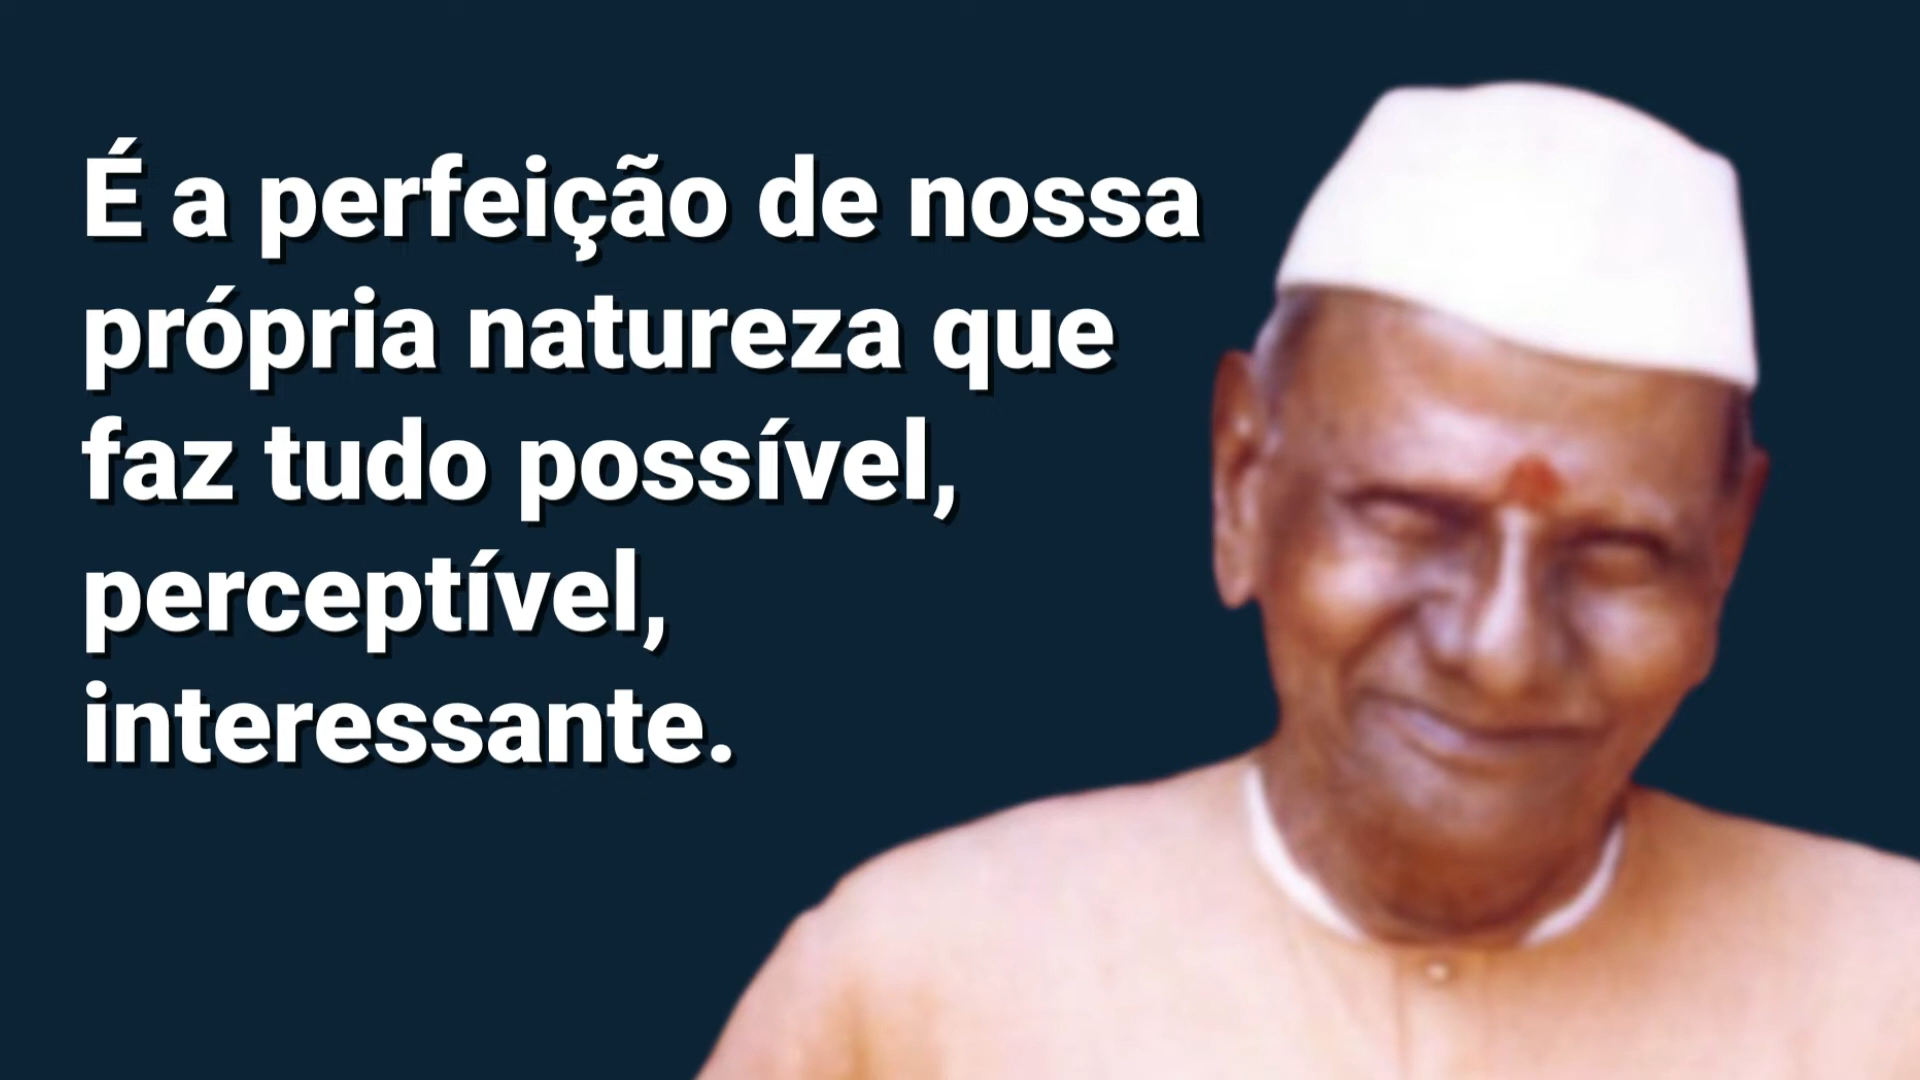 É a perfeição de nossa
própria natureza que
faz tudo possível,
perceptível,
interessante.